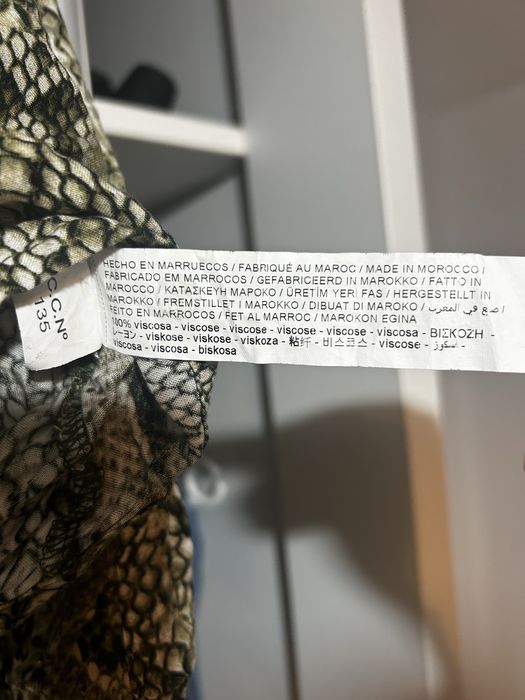 C.C.Nº
135
HECHO EN MARRUECOS / FABRIQUÉ AU MAROC / MADE IN MOROCCO /
FABRICADO EM MARROCOS / GEFABRICEERD IN MAROKKO / FATTO IN
MAROCCO / ΚΑΤΑΣΚΕΥΗ ΜΑΡΟΚΟ / ÜRETİM YERİ FAS / HERGESTELLT IN
MAROKKO / FREMSTILLET I MAROKKO / DIBUAT DI MAROKO / صنع في المغرب /
FEITO EN MARROCOS / FET AL MARROC / MAROKON EGINA
100% viscosa - viscose - viscose - viscose - viscose - viscosa - ΒΙΣΚΟΖΗ -
レーヨン - viskose - viskose - viskoza - 粘纤 - 비스코스 - viscose - فسكوز -
viscosa - viscosa - biskosa